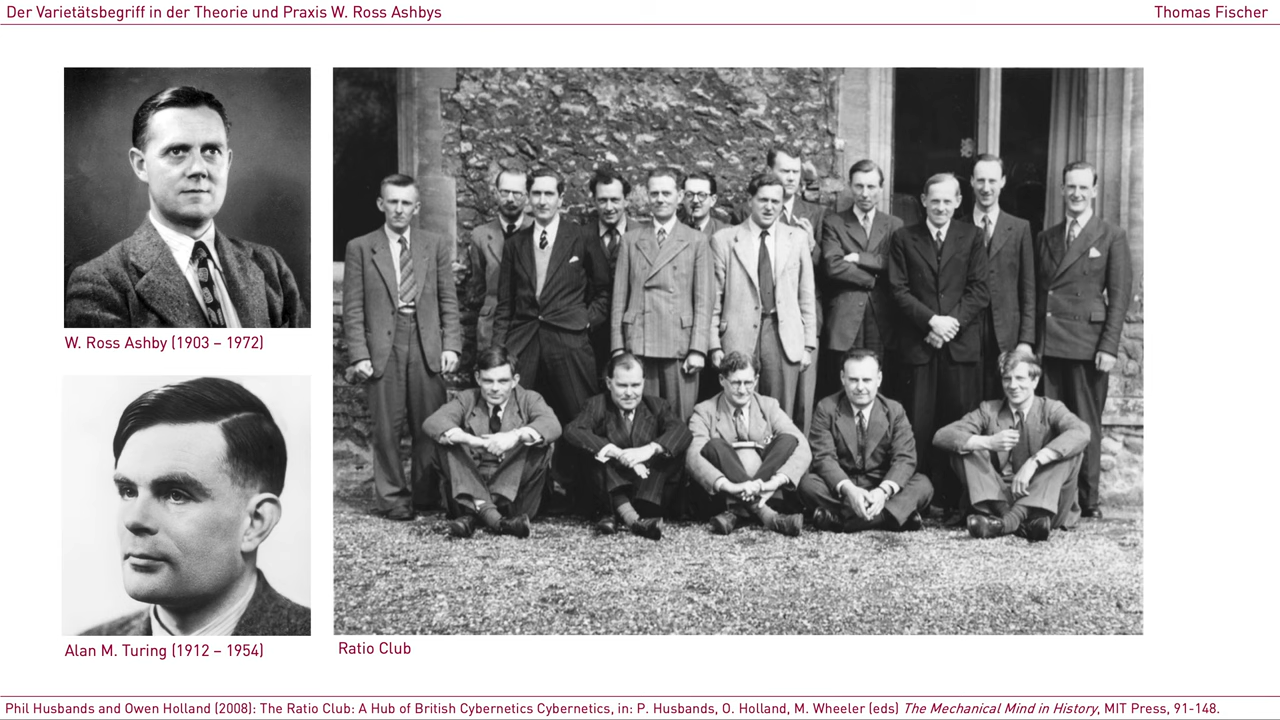 Der Varietätsbegriff in der Theorie und Praxis W. Ross Ashbys
Thomas Fischer
W. Ross Ashby (1903 – 1972)
Alan M. Turing (1912 – 1954)
Ratio Club
Phil Husbands and Owen Holland (2008): The Ratio Club: A Hub of British Cybernetics Cybernetics, in: P. Husbands, O. Holland, M. Wheeler (eds) The Mechanical Mind in History, MIT Press, 91-148.